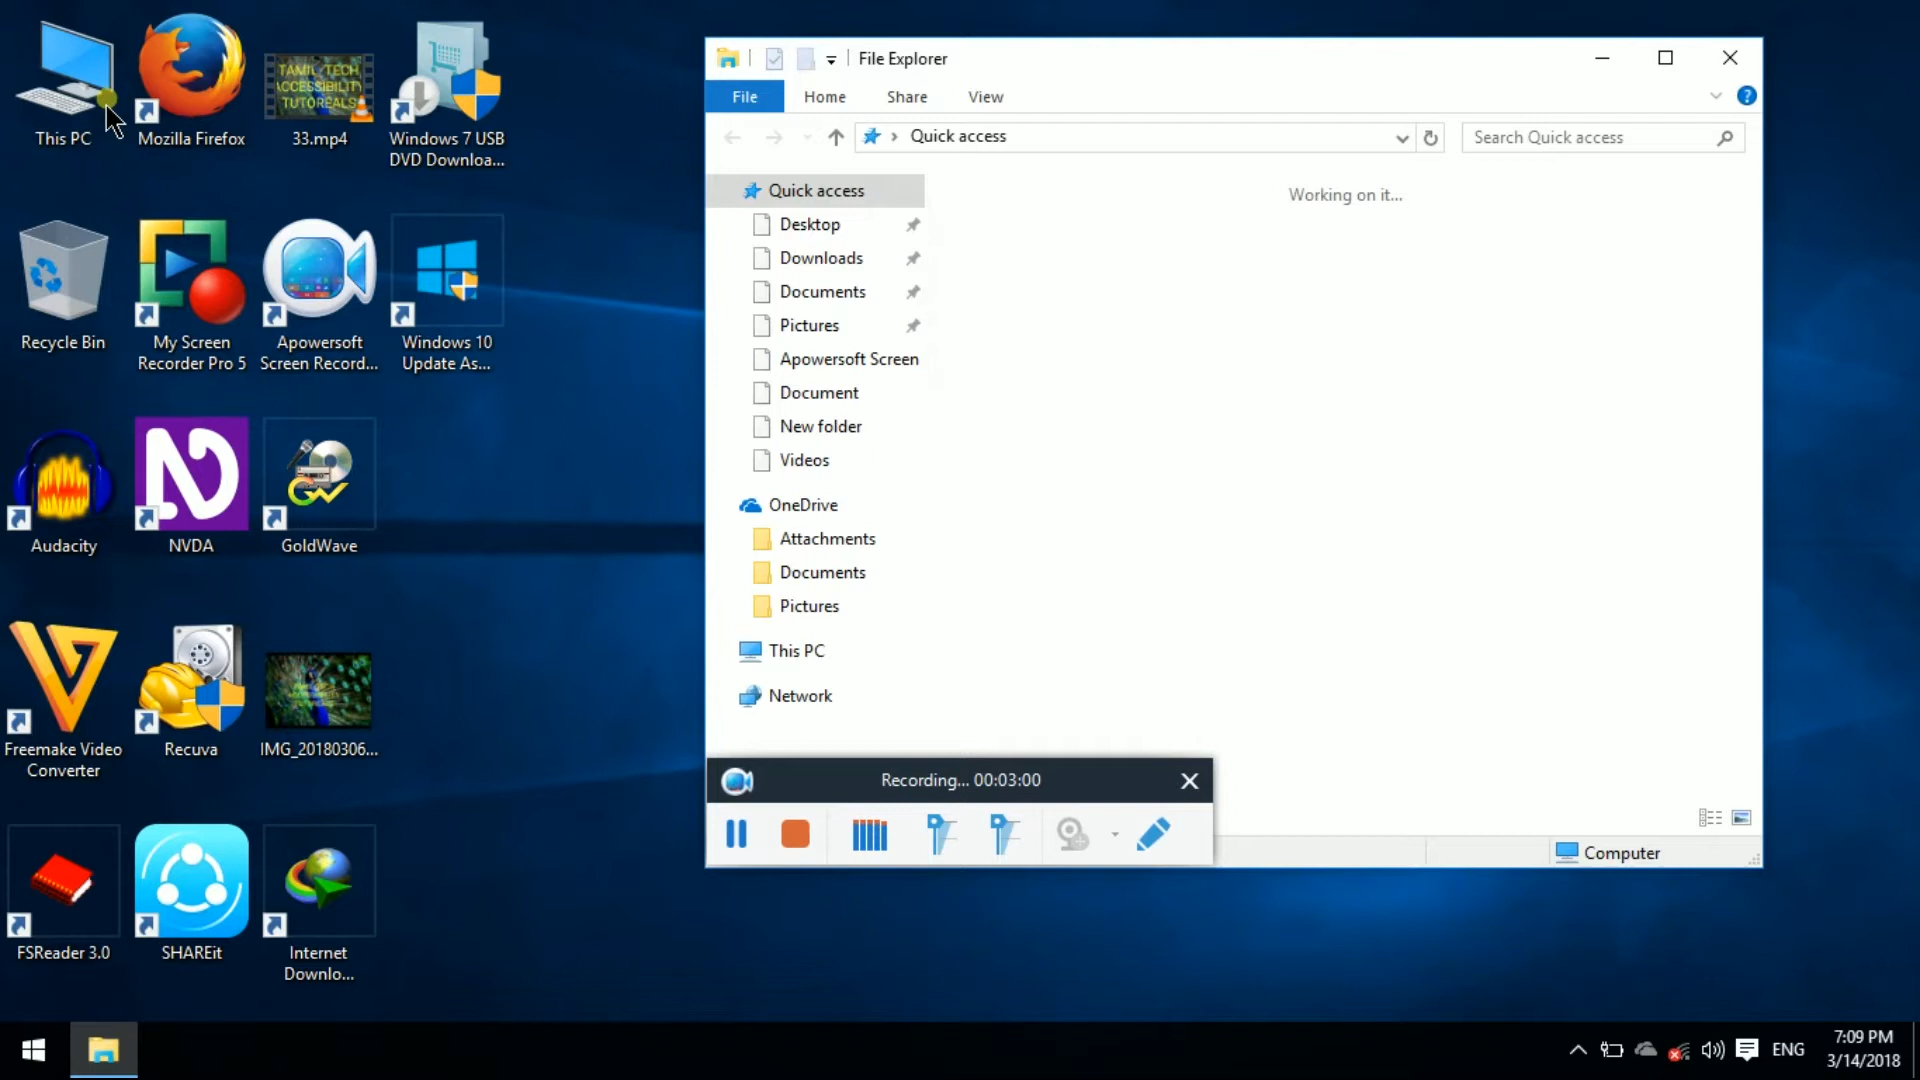 This PC
Mozilla Firefox
TAMIL TECH
ACCESSIBILITY
TUTOREALS
33.mp4
Windows 7 USB
DVD Downloa...
Recycle Bin
My Screen
Recorder Pro 5
Apowersoft
Screen Record...
Windows 10
Update As...
Audacity
NVDA
GoldWave
Freemake Video
Converter
Recuva
IMG_20180306...
FSReader 3.0
SHAREit
Internet
Downlo...
File Explorer
File
Home
Share
View
Quick access
Search Quick access
Quick access
Desktop
Downloads
Documents
Pictures
Apowersoft Screen
Document
New folder
Videos
OneDrive
Attachments
Documents
Pictures
This PC
Network
Working on it...
Recording... 00:03:00
Computer
ENG
7:09 PM
3/14/2018